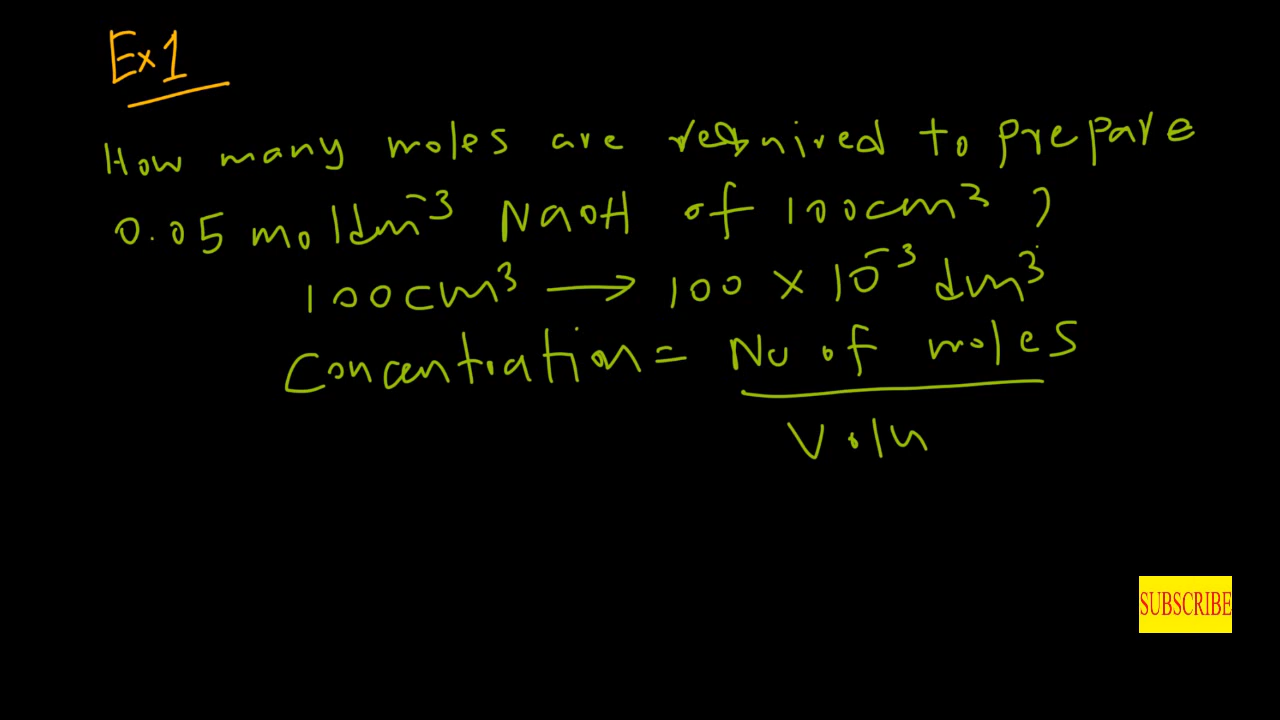 Ex1
How many moles are required to prepare
0.05 moldm⁻³ NaOH of 100cm³ ?
100cm³ → 100 × 10⁻³ dm³
Concentration = No of moles
Volu
SUBSCRIBE